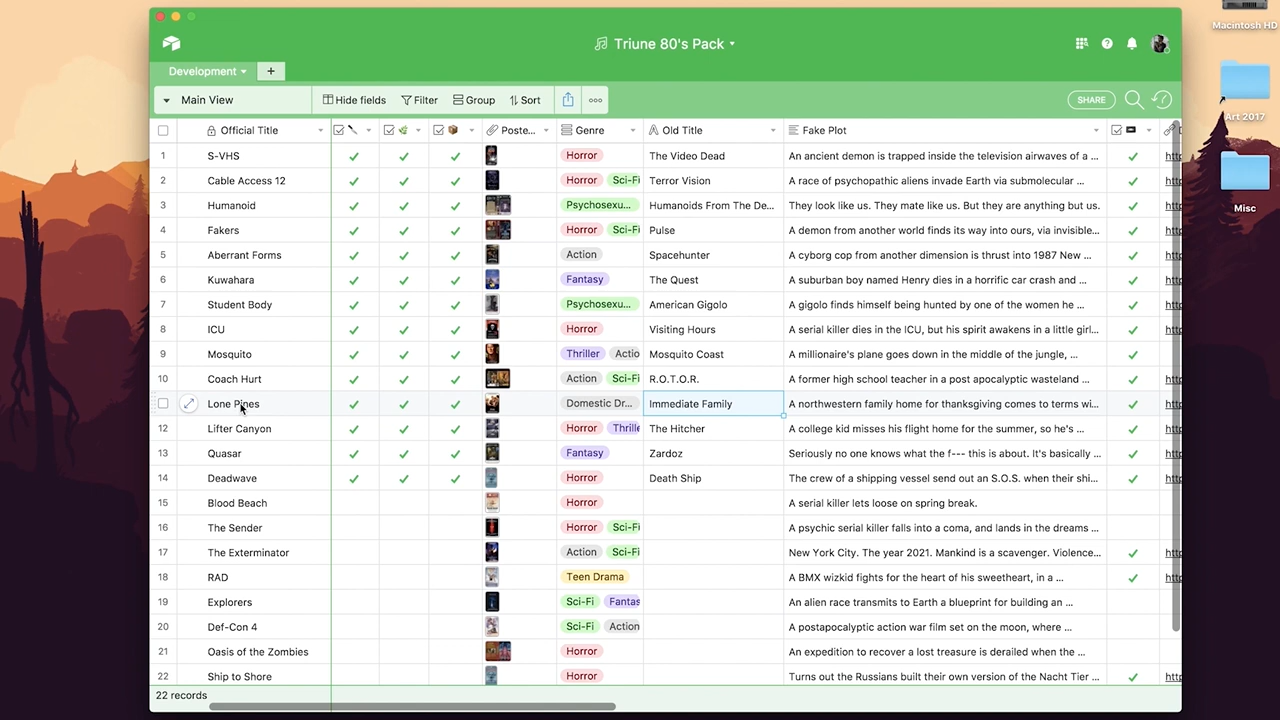 Macintosh HD
Triune 80's Pack
Development
+
Main View Hide fields Filter Group Sort SHARE
Art 2017
Official Title Poste... Genre Old Title Fake Plot
1 S-VHS Horror The Video Dead An ancient demon is trapped inside the television airwaves of a ...
2 Cable Access 12 Horror Sci-Fi Terror Vision A race of psychopathic aliens invade Earth via submolecular ...
3 Humanoid Psychosexu... Humanoids From The De... They look like us. They mate like us. But they are anything but us.
Misc
4 Fakers Horror Sci-Fi Pulse A demon from another world finds its way into ours, via invisible...
5 Aberrant Forms Action Spacehunter A cyborg cop from another dimension is thrust into 1987 New ...
6 Kuwahara Fantasy The Quest A suburban boy named Henry dies in a horrific car crash and ...
7 Student Body Psychosexu... American Gigolo A gigolo finds himself being hunted by one of the women he ...
8 ICU Horror Visiting Hours A serial killer dies in the ICU, but his spirit awakens in a little girl...
9 Mosquito Thriller Actio Mosquito Coast A millionaire's plane goes down in the middle of the jungle, ...
10 Coach Hurt Action Sci-Fi R.O.T.O.R. A former high school teacher in a post apocalyptic wasteland ...
Lone Pines Domestic Dr... Immediate Family A northwestern family home for thanksgiving comes to terms wi...
12 Lifter Canyon Horror Thrille The Hitcher A college kid misses his flight home for the summer, so he's ...
13 Quasar Fantasy Zardoz Seriously no one knows what the f--- this is about. It's basically ...
14 Deadwave Horror Death Ship The crew of a shipping vessel send out an S.O.S. when their shi...
15 Blood Beach Horror A serial killer lets loose on spring break.
16 The Sender Horror Sci-Fi A psychic serial killer falls into a coma, and lands in the dreams ...
17 The Exterminator Action Sci-Fi New York City. The year 2021. Mankind is a scavenger. Violence...
18 RAD Teen Drama A BMX wizkid fights for the heart of his sweetheart, in a ...
19 Explorers Sci-Fi Fantas An alien race transmits to Earth a blueprint for building an ...
20 Def-Con 4 Sci-Fi Action A postapocalyptic action war film set on the moon, where ...
21 Oasis of the Zombies Horror An expedition to recover a lost treasure is derailed when the ...
22 Ship to Shore Horror Turns out the Russians built their own version of the Nacht Tier ...
22 records